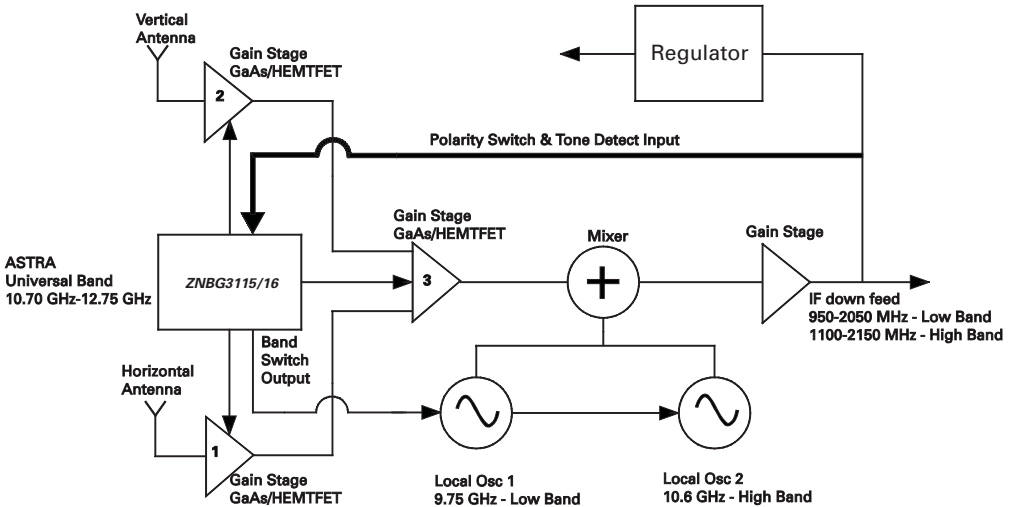 Vertical
Antenna
Gain Stage
GaAs/HEMTFET
2
Regulator
Polarity Switch & Tone Detect Input
Gain Stage
GaAs/HEMTFET
3
Mixer
Gain Stage
ASTRA
Universal Band
10.70 GHz-12.75 GHz
ZNBG3115/16
IF down feed
950-2050 MHz - Low Band
1100-2150 MHz - High Band
Band
Switch
Output
Horizontal
Antenna
1
Gain Stage
GaAs/HEMTFET
Local Osc 1
9.75 GHz - Low Band
Local Osc 2
10.6 GHz - High Band